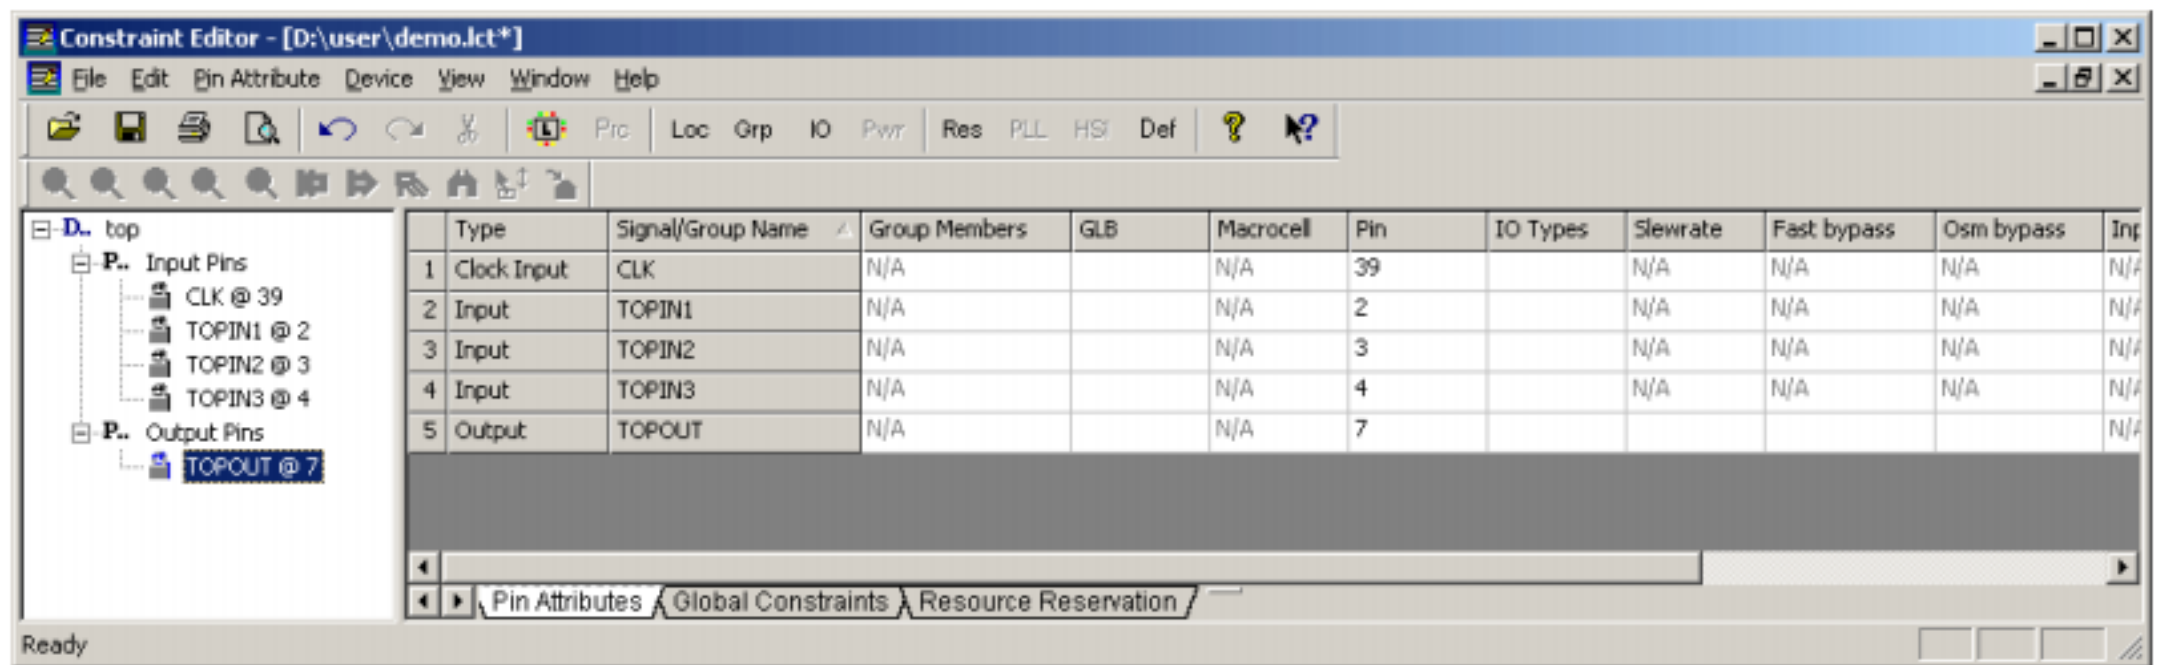 Constraint Editor - [D:\user\demo.lct*]
File Edit Pin Attribute Device View Window Help
Prc Loc Grp IO Pwr Res PLL HSI Def
D.. top
P.. Input Pins
CLK @ 39
TOPIN1 @ 2
TOPIN2 @ 3
TOPIN3 @ 4
P.. Output Pins
TOPOUT @ 7
Type Signal/Group Name Group Members GLB Macrocell Pin IO Types Slewrate Fast bypass Osm bypass Inp
1 Clock Input CLK N/A N/A 39 N/A N/A N/A N/A
2 Input TOPIN1 N/A N/A 2 N/A N/A N/A N/A
3 Input TOPIN2 N/A N/A 3 N/A N/A N/A N/A
4 Input TOPIN3 N/A N/A 4 N/A N/A N/A N/A
5 Output TOPOUT N/A N/A 7 N/A
Pin Attributes Global Constraints Resource Reservation
Ready